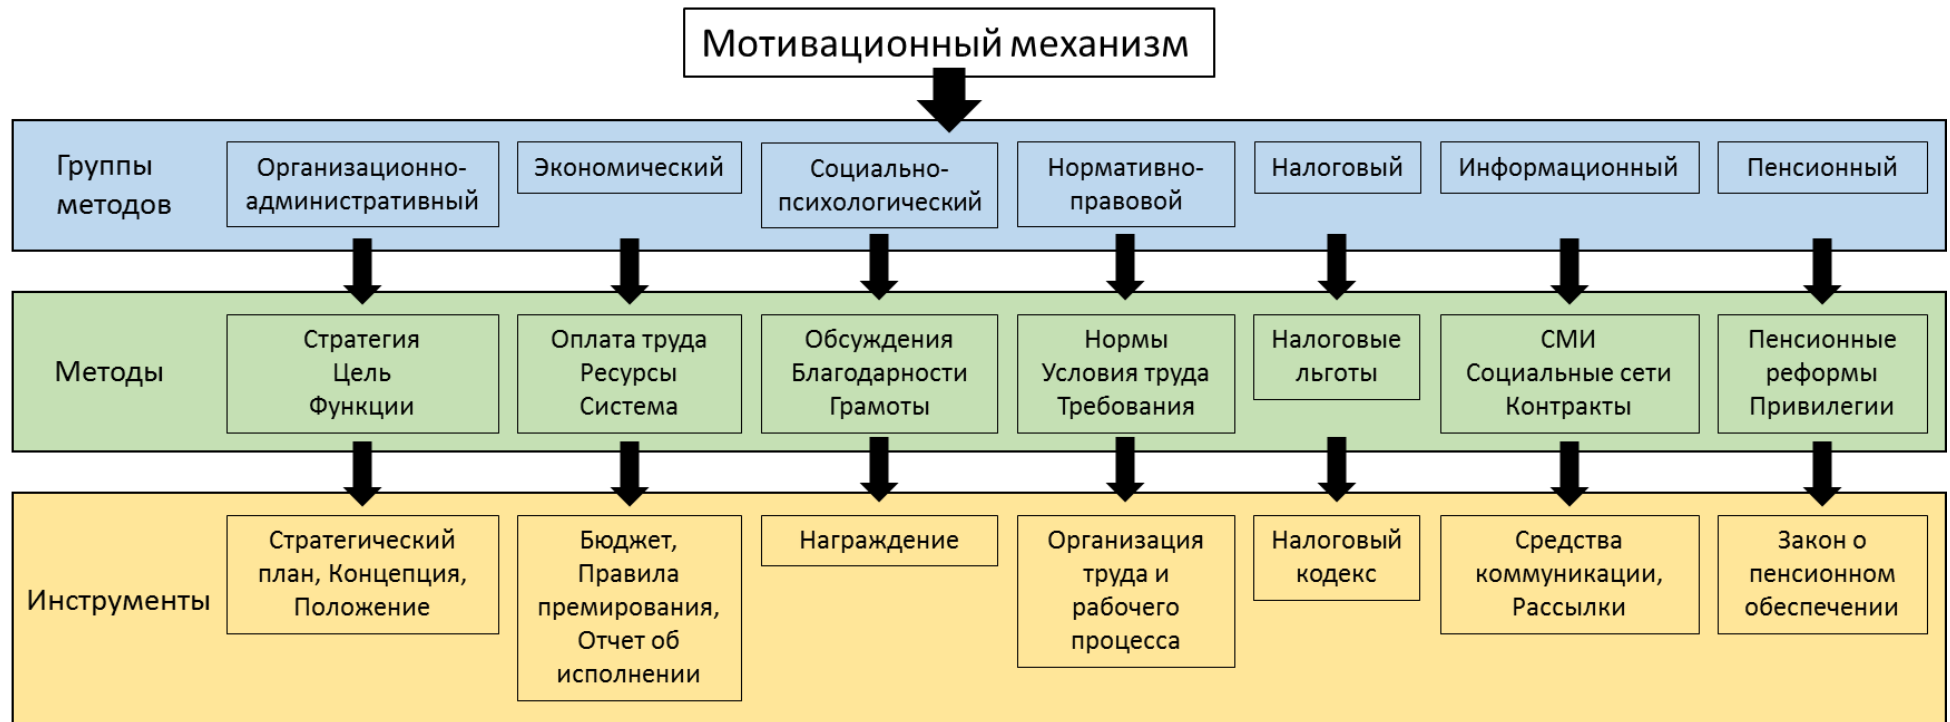 Мотивационный механизм
Группы
методов
Организационно-
административный
Экономический
Социально-
психологический
Нормативно-
правовой
Налоговый
Информационный
Пенсионный
Методы
Стратегия
Цель
Функции
Оплата труда
Ресурсы
Система
Обсуждения
Благодарности
Грамоты
Нормы
Условия труда
Требования
Налоговые
льготы
СМИ
Социальные сети
Контракты
Пенсионные
реформы
Привилегии
Инструменты
Стратегический
план, Концепция,
Положение
Бюджет,
Правила
премирования,
Отчет об
исполнении
Награждение
Организация
труда и
рабочего
процесса
Налоговый
кодекс
Средства
коммуникации,
Рассылки
Закон о
пенсионном
обеспечении